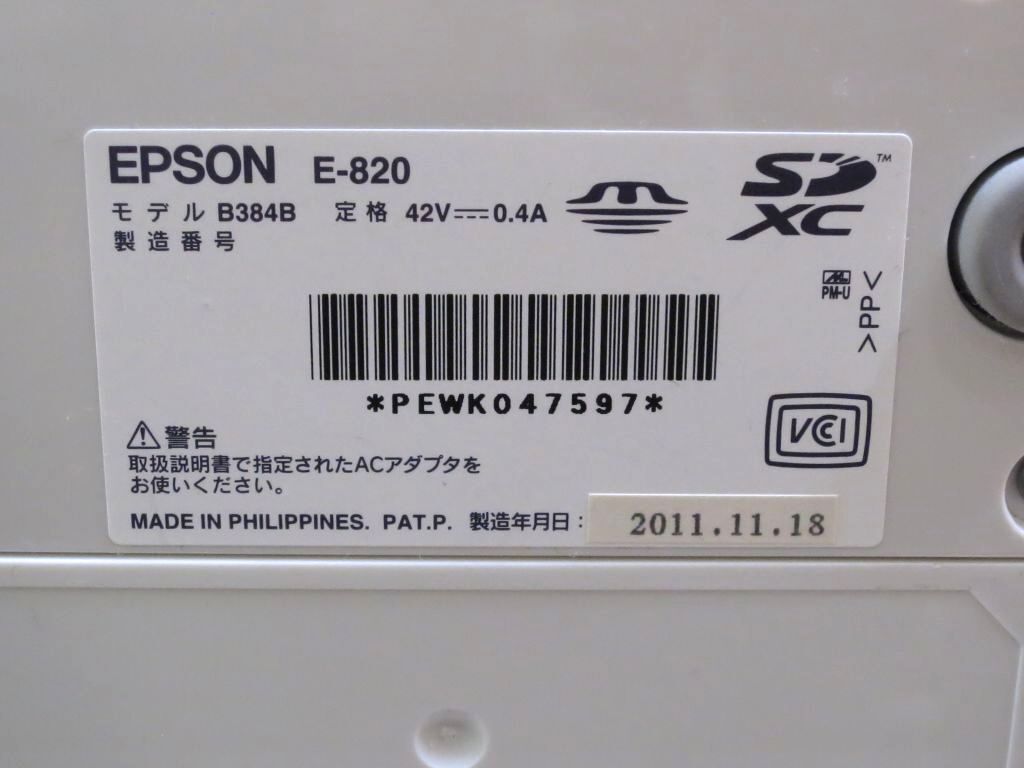 EPSON E-820
モデル B384B 定格 42V⎓0.4A
製造番号
SD™
XC
PM-U
>PP<
*PEWK047597*
VCCI
⚠警告
取扱説明書で指定されたACアダプタを
お使いください。
MADE IN PHILIPPINES. PAT.P. 製造年月日: 2011.11.18